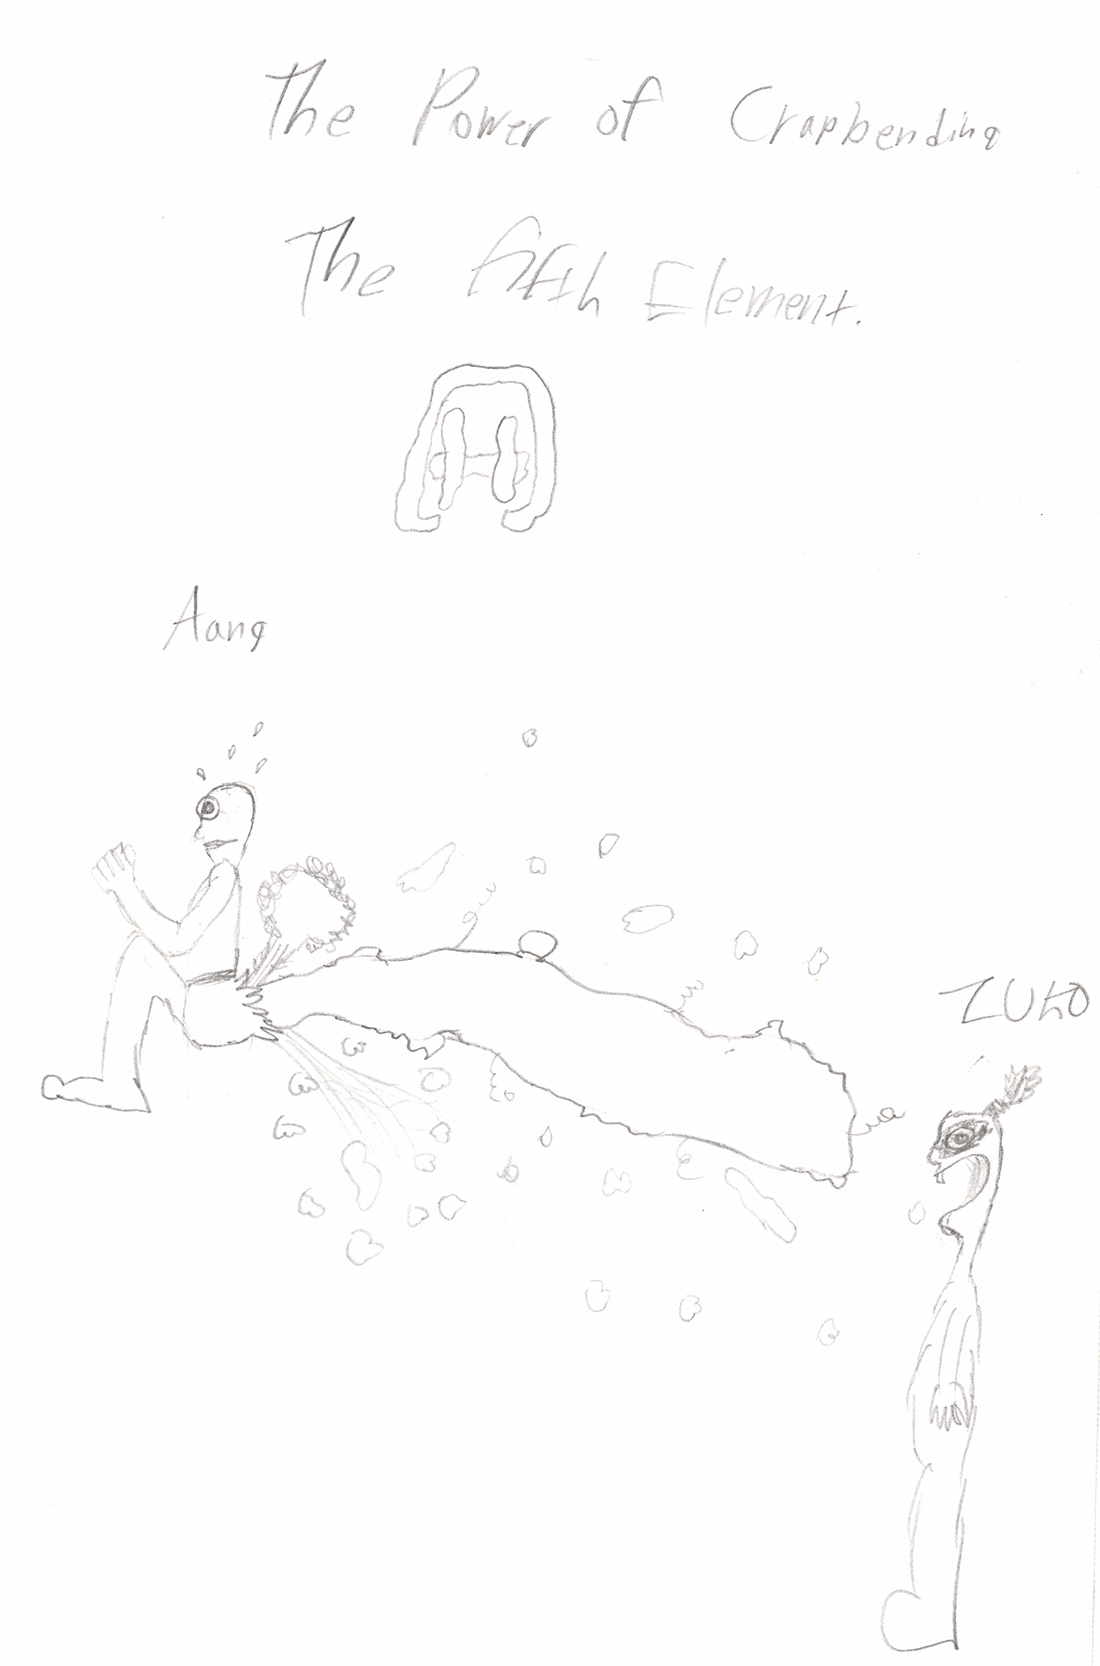 The Power of Crapbending
The fifth Element.
Aang
ZUKO